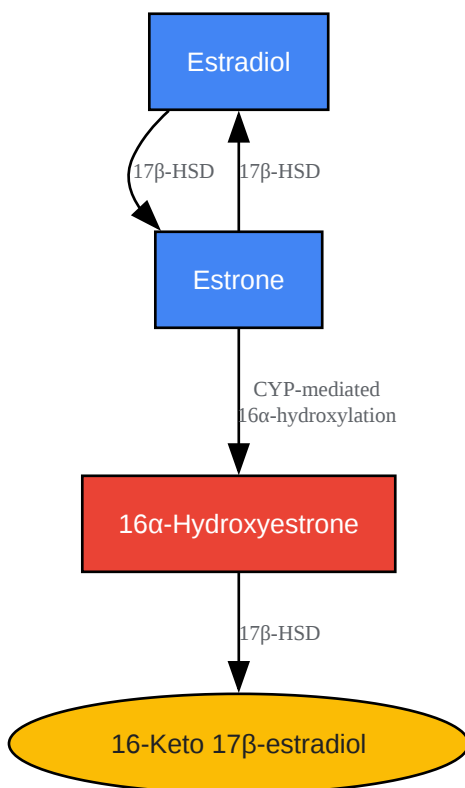 Estradiol
17β-HSD
17β-HSD
Estrone
CYP-mediated
16α-hydroxylation
16α-Hydroxyestrone
17β-HSD
16-Keto 17β-estradiol